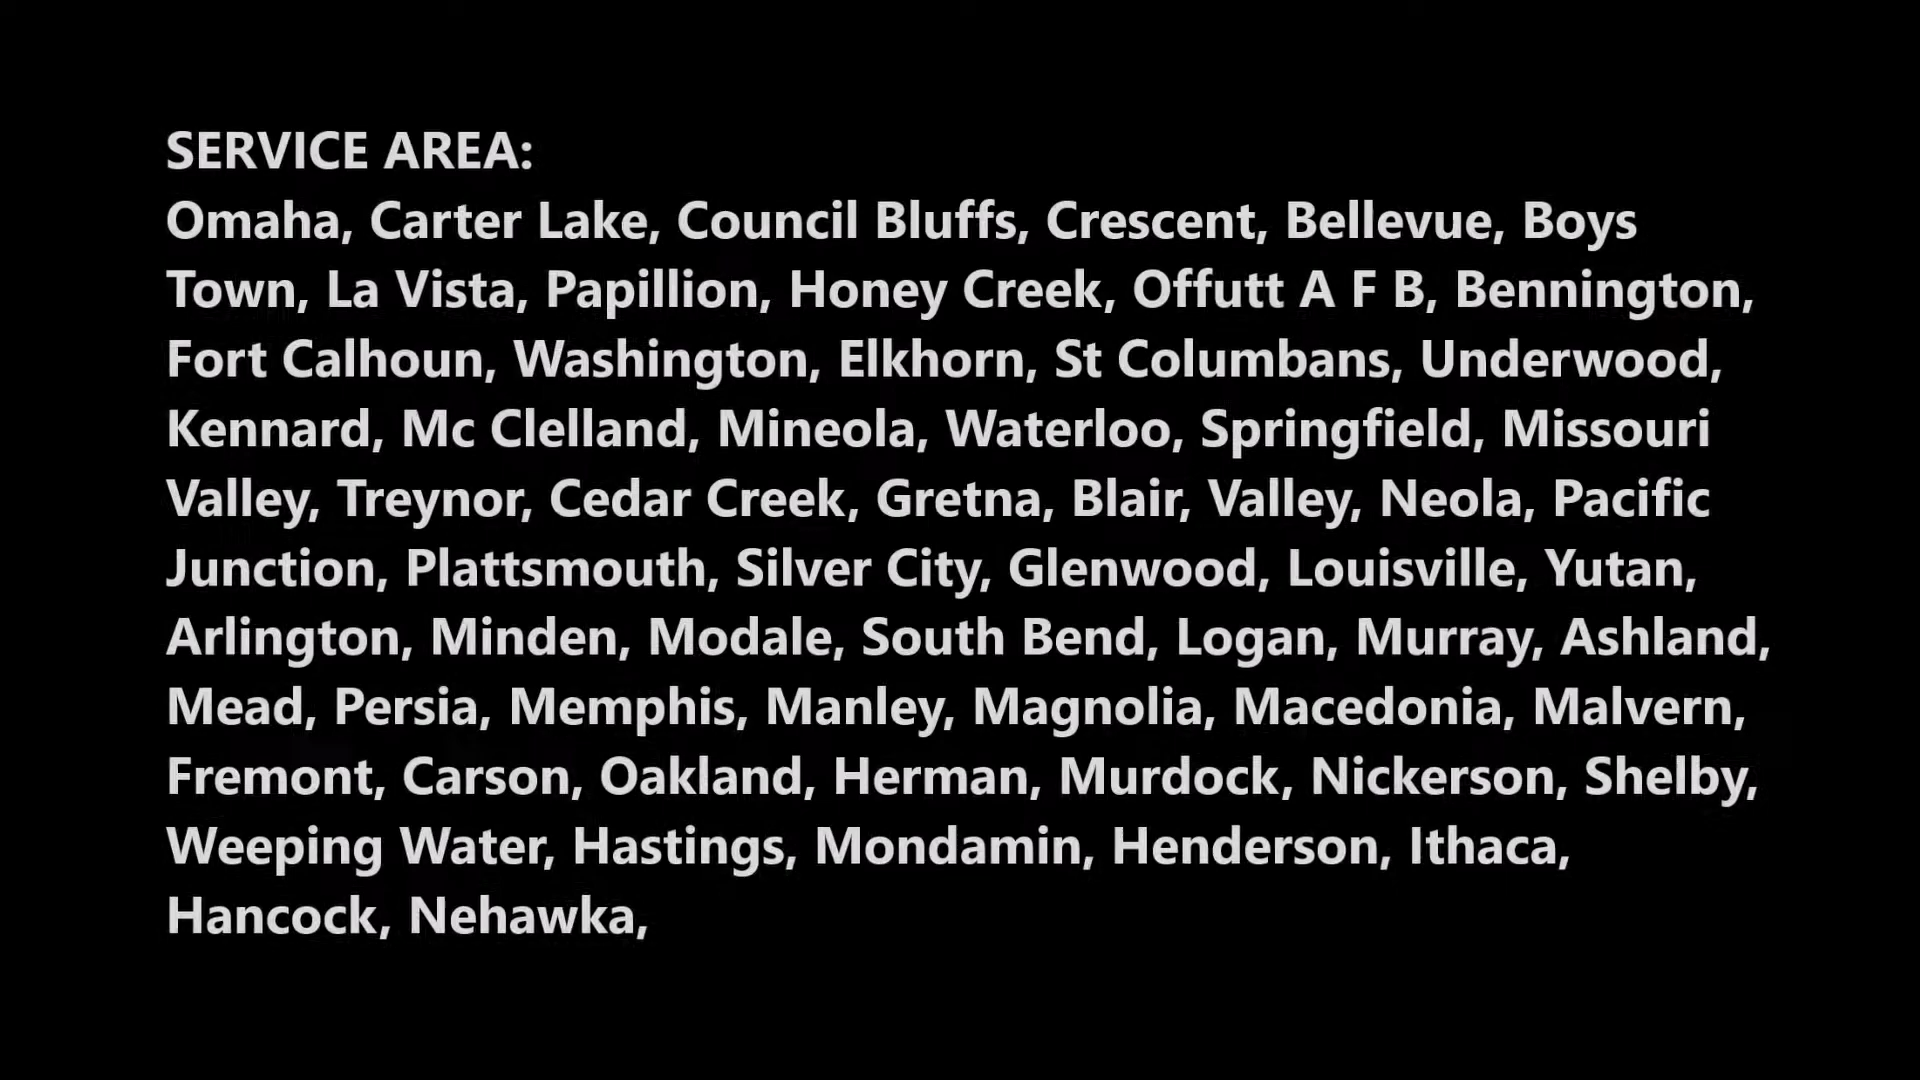 SERVICE AREA:
Omaha, Carter Lake, Council Bluffs, Crescent, Bellevue, Boys
Town, La Vista, Papillion, Honey Creek, Offutt A F B, Bennington,
Fort Calhoun, Washington, Elkhorn, St Columbans, Underwood,
Kennard, Mc Clelland, Mineola, Waterloo, Springfield, Missouri
Valley, Treynor, Cedar Creek, Gretna, Blair, Valley, Neola, Pacific
Junction, Plattsmouth, Silver City, Glenwood, Louisville, Yutan,
Arlington, Minden, Modale, South Bend, Logan, Murray, Ashland,
Mead, Persia, Memphis, Manley, Magnolia, Macedonia, Malvern,
Fremont, Carson, Oakland, Herman, Murdock, Nickerson, Shelby,
Weeping Water, Hastings, Mondamin, Henderson, Ithaca,
Hancock, Nehawka,